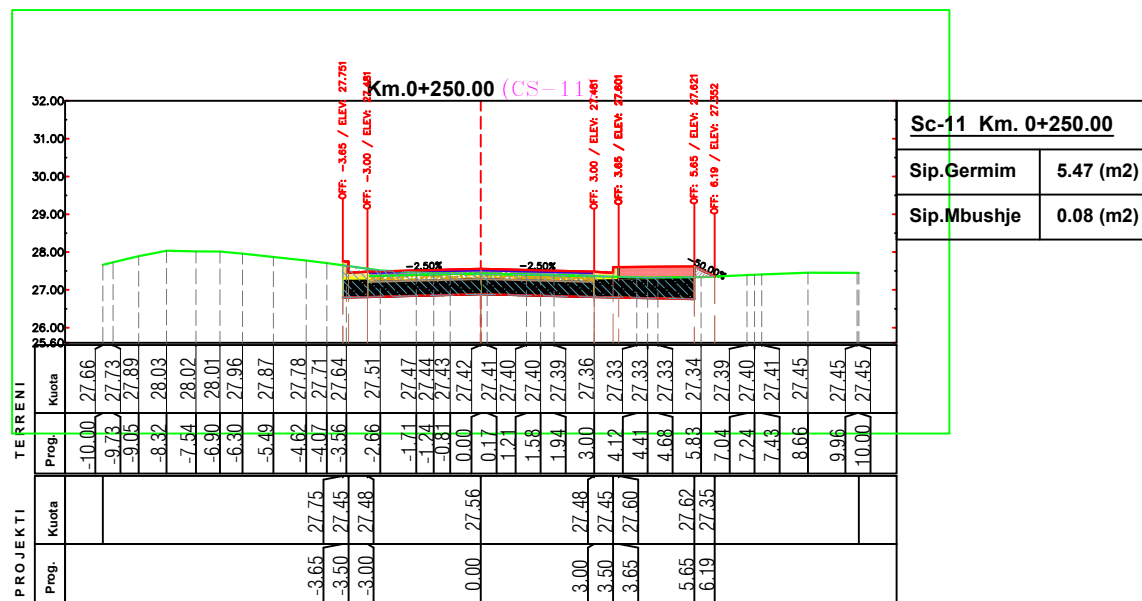 Km.0+250.00 (CS-11)
OFF: -3.65 / ELEV: 27.751
OFF: -3.00 / ELEV: 27.481
OFF: 3.00 / ELEV: 27.481
OFF: 3.65 / ELEV: 27.601
OFF: 5.65 / ELEV: 27.621
OFF: 6.19 / ELEV: 27.352
32.00
31.00
30.00
29.00
28.00
27.00
26.00
25.60
-2.50%
-2.50%
-50.00%
Sc-11 Km. 0+250.00
Sip.Germim 5.47 (m2)
Sip.Mbushje 0.08 (m2)
TERRENI
Kuota 27.66 27.73 27.89 28.03 28.02 28.01 27.96 27.87 27.78 27.71 27.64 27.51 27.47 27.44 27.43 27.42 27.41 27.40 27.40 27.39 27.36 27.33 27.33 27.33 27.34 27.39 27.40 27.41 27.45 27.45 27.45
Prog. -10.00 -9.73 -9.05 -8.32 -7.54 -6.90 -6.30 -5.49 -4.62 -4.07 -3.56 -2.66 -1.71 -1.24 -0.81 0.00 0.17 1.21 1.58 1.94 3.00 4.12 4.41 4.68 5.83 7.04 7.24 7.43 8.66 9.96 10.00
PROJEKTI
Kuota 27.75 27.45 27.48 27.56 27.48 27.45 27.60 27.62 27.35
Prog. -3.65 -3.50 -3.00 0.00 3.00 3.50 3.65 5.65 6.19